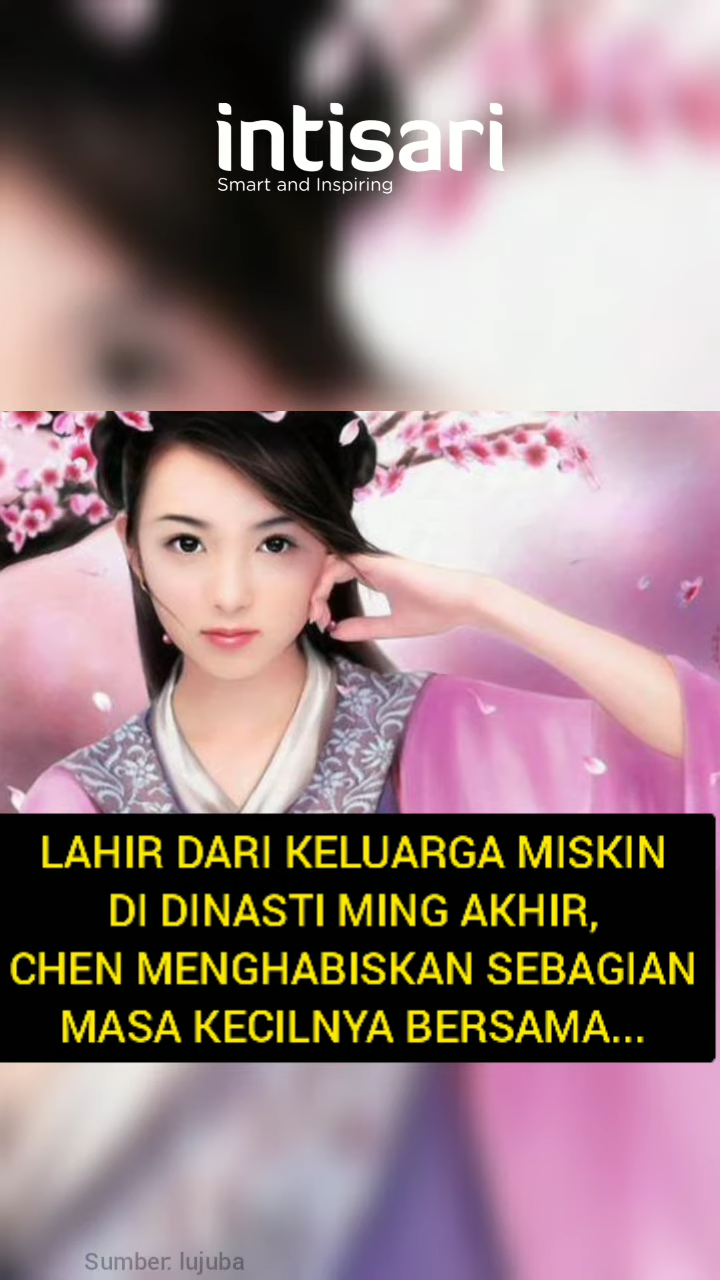 intisari
Smart and Inspiring
LAHIR DARI KELUARGA MISKIN
DI DINASTI MING AKHIR,
CHEN MENGHABISKAN SEBAGIAN
MASA KECILNYA BERSAMA...
Sumber: lujuba